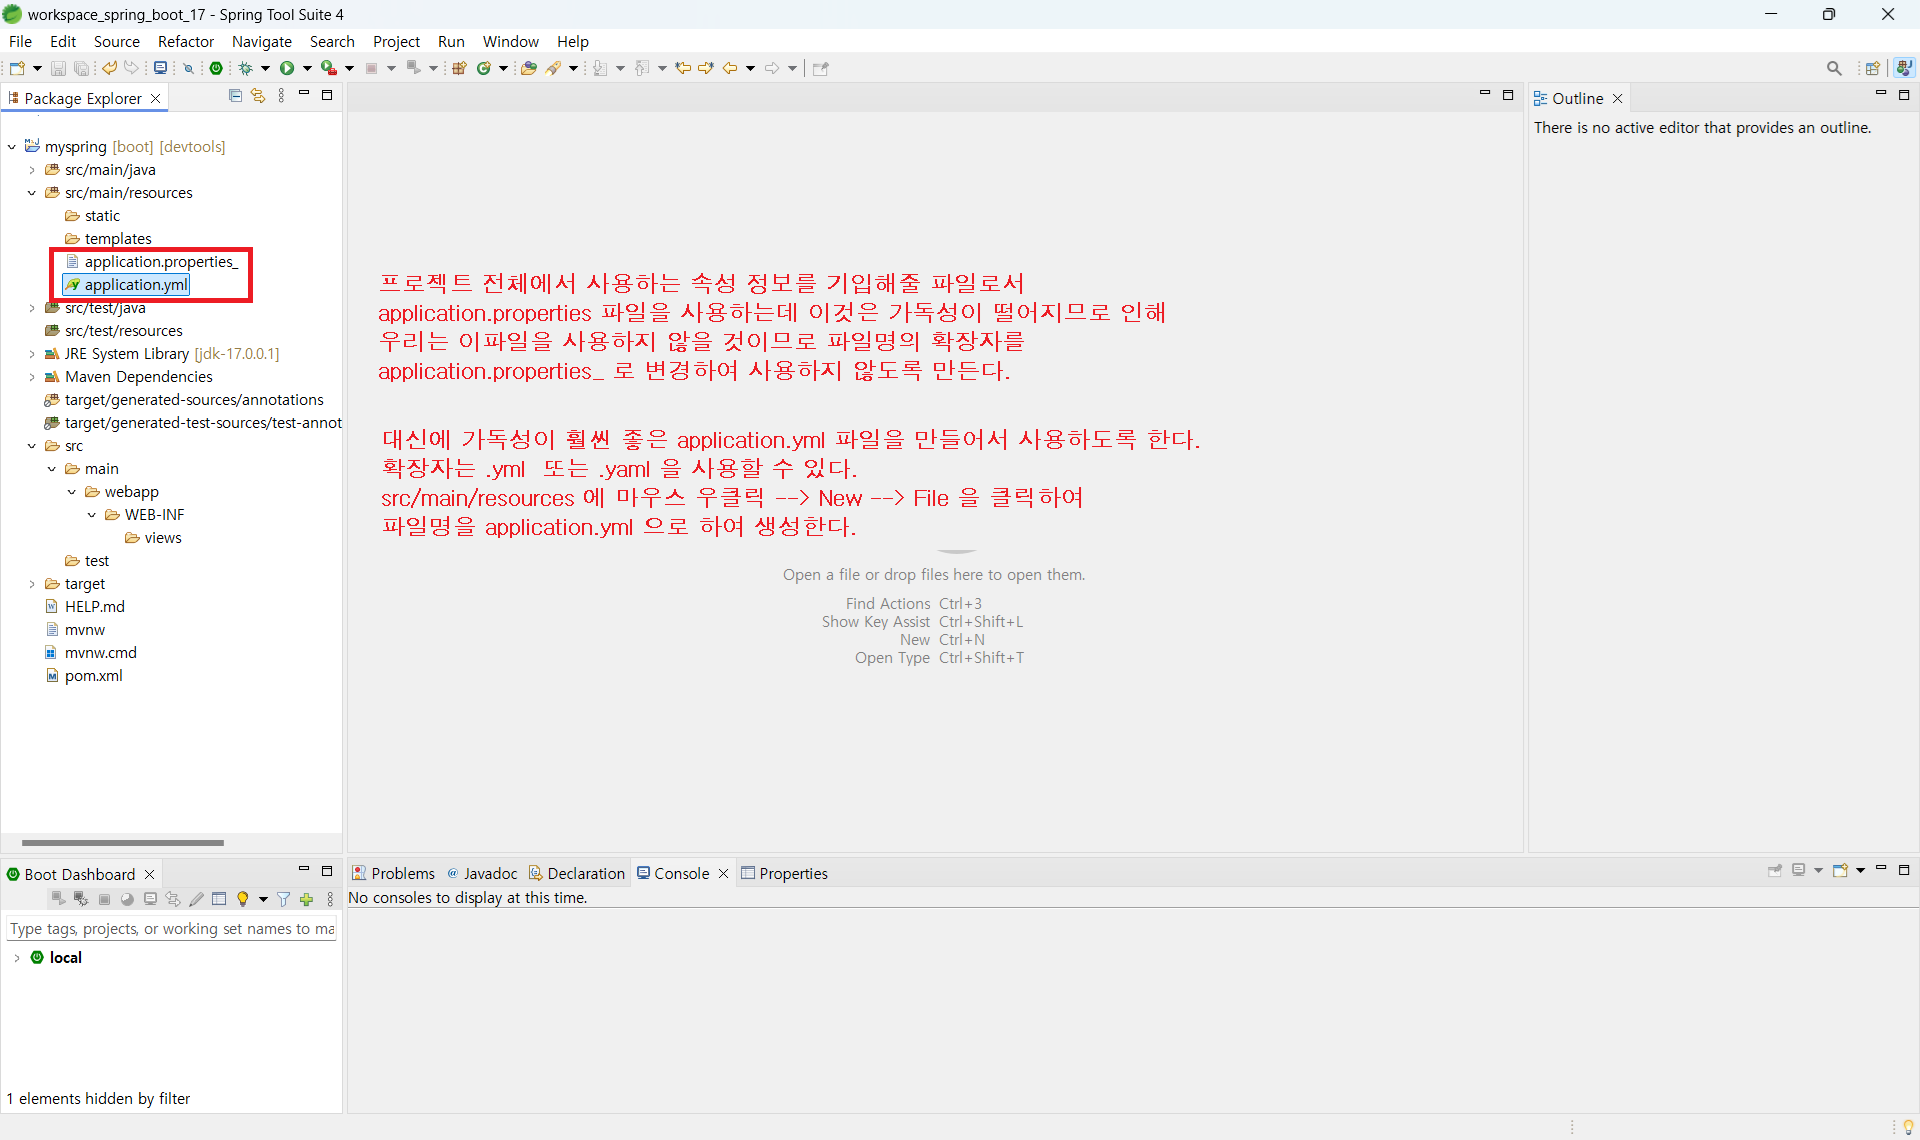 workspace_spring_boot_17 - Spring Tool Suite 4
File Edit Source Refactor Navigate Search Project Run Window Help
Package Explorer
myspring [boot] [devtools]
src/main/java
src/main/resources
static
templates
application.properties_
application.yml
src/test/java
src/test/resources
JRE System Library [jdk-17.0.0.1]
Maven Dependencies
target/generated-sources/annotations
target/generated-test-sources/test-annot
src
main
webapp
WEB-INF
views
test
target
HELP.md
mvnw
mvnw.cmd
pom.xml
프로젝트 전체에서 사용하는 속성 정보를 기입해줄 파일로서
application.properties 파일을 사용하는데 이것은 가독성이 떨어지므로 인해
우리는 이파일을 사용하지 않을 것이므로 파일명의 확장자를
application.properties_ 로 변경하여 사용하지 않도록 만든다.
대신에 가독성이 훨씬 좋은 application.yml 파일을 만들어서 사용하도록 한다.
확장자는 .yml 또는 .yaml 을 사용할 수 있다.
src/main/resources 에 마우스 우클릭 --> New --> File 을 클릭하여
파일명을 application.yml 으로 하여 생성한다.
Open a file or drop files here to open them.
Find Actions Ctrl+3
Show Key Assist Ctrl+Shift+L
New Ctrl+N
Open Type Ctrl+Shift+T
Outline
There is no active editor that provides an outline.
Boot Dashboard
Type tags, projects, or working set names to ma
local
1 elements hidden by filter
Problems Javadoc Declaration Console Properties
No consoles to display at this time.